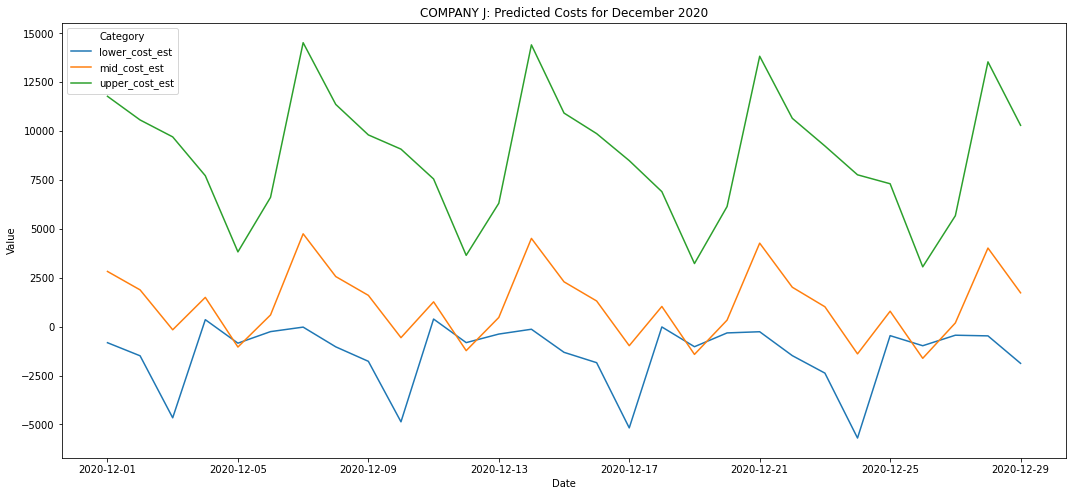 COMPANY J: Predicted Costs for December 2020
Category
lower_cost_est
mid_cost_est
upper_cost_est
15000
12500
10000
7500
5000
2500
0
−2500
−5000
Value
2020-12-01 2020-12-05 2020-12-09 2020-12-13 2020-12-17 2020-12-21 2020-12-25 2020-12-29
Date